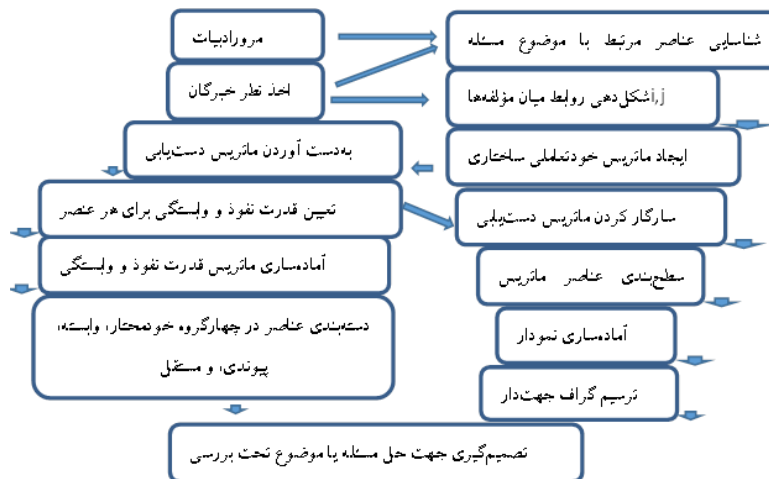 مرورادبیات
شناسایی عناصر مرتبط با موضوع مسئله
اخذ نظر خبرگان
i,jشکل‌دهی روابط میان مؤلفه‌ها
به‌دست آوردن ماتریس دست‌یابی
ایجاد ماتریس خودتعاملی ساختاری
تعیین قدرت نفوذ و وابستگی برای هر عنصر
سازگار کردن ماتریس دست‌یابی
آماده‌سازی ماتریس قدرت نفوذ و وابستگی
سطح‌بندی عناصر ماتریس
دسته‌بندی عناصر در چهارگروه خودمختار، وابسته،
پیوندی، و مستقل
آماده‌سازی نمودار
ترسیم گراف جهت‌دار
تصمیم‌گیری جهت حل مسئله یا موضوع تحت بررسی